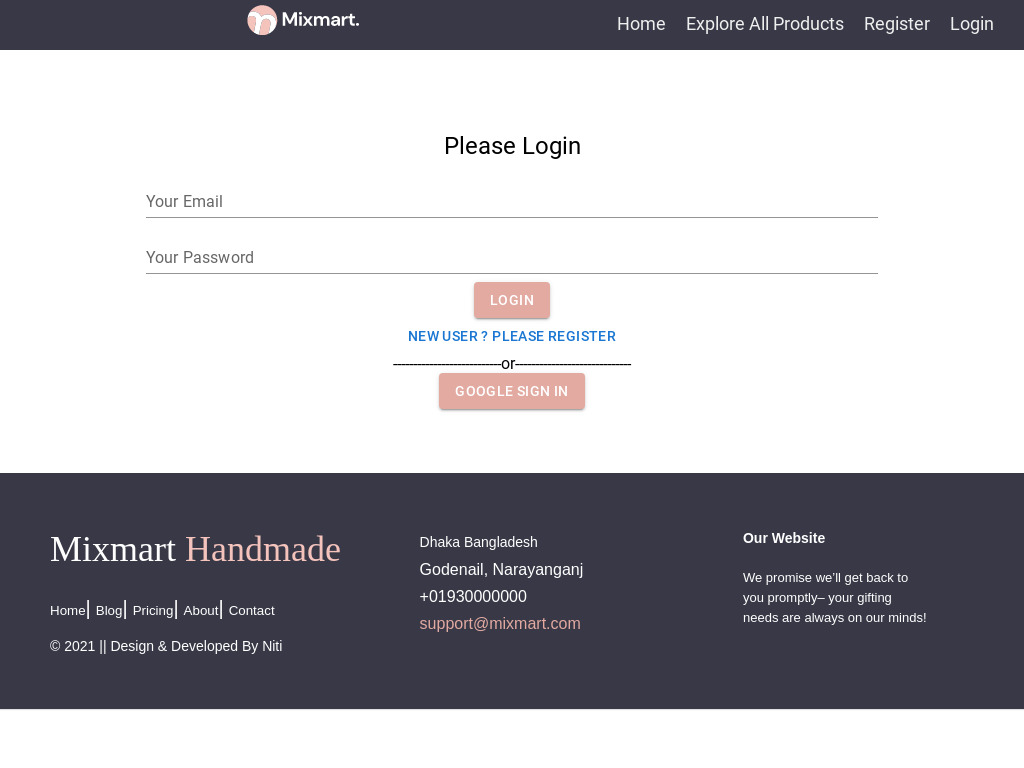 Mixmart.
Home Explore All Products Register Login
Please Login
Your Email
Your Password
LOGIN
NEW USER ? PLEASE REGISTER
---------------------------or-----------------------------
GOOGLE SIGN IN
Mixmart Handmade
Home| Blog| Pricing| About| Contact
© 2021 || Design & Developed By Niti
Dhaka Bangladesh
Godenail, Narayanganj
+01930000000
support@mixmart.com
Our Website
We promise we’ll get back to
you promptly– your gifting
needs are always on our minds!